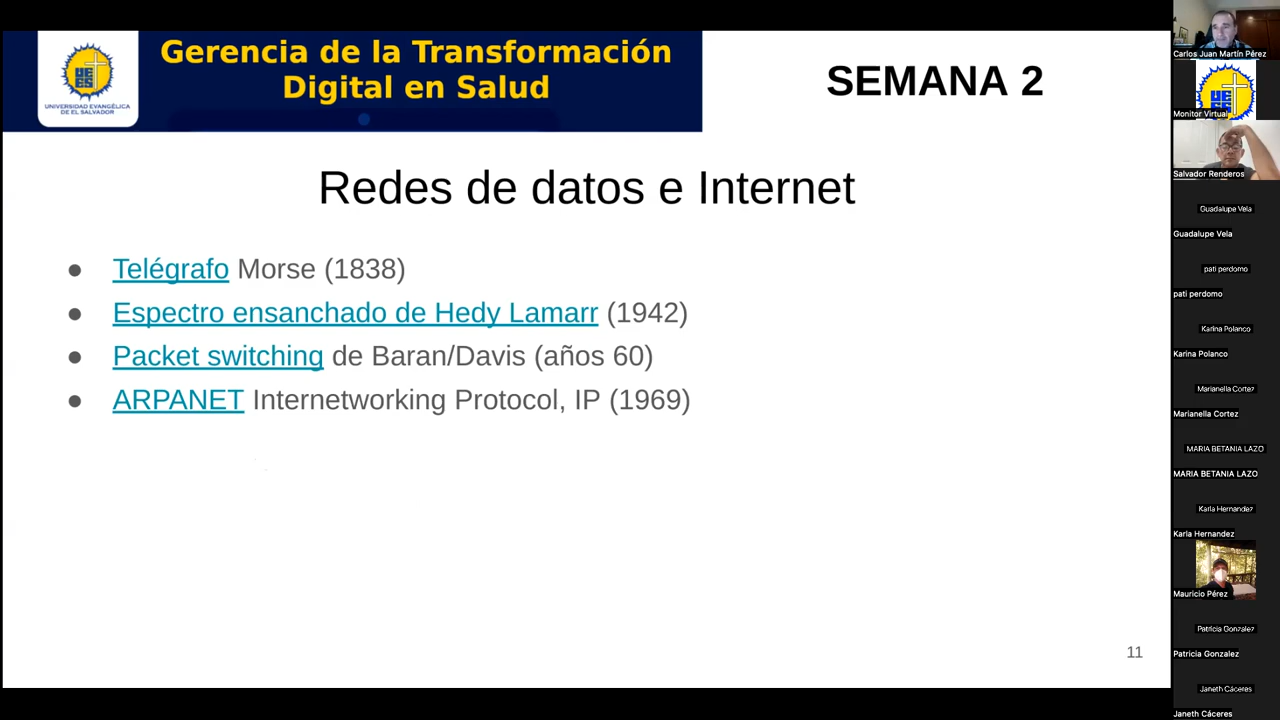 Gerencia de la Transformación
Digital en Salud
UNIVERSIDAD EVANGÉLICA
DE EL SALVADOR
SEMANA 2
Redes de datos e Internet
● Telégrafo Morse (1838)
● Espectro ensanchado de Hedy Lamarr (1942)
● Packet switching de Baran/Davis (años 60)
● ARPANET Internetworking Protocol, IP (1969)
11
Carlos Juan Martín Pérez
Monitor Virtual
Salvador Renderos
Guadalupe Vela
Guadalupe Vela
pati perdomo
pati perdomo
Karina Polanco
Karina Polanco
Marianella Cortez
Marianella Cortez
MARIA BETANIA LAZO
MARIA BETANIA LAZO
Karla Hernandez
Karla Hernandez
Mauricio Pérez
Patricia Gonzalez
Patricia Gonzalez
Janeth Cáceres
Janeth Cáceres